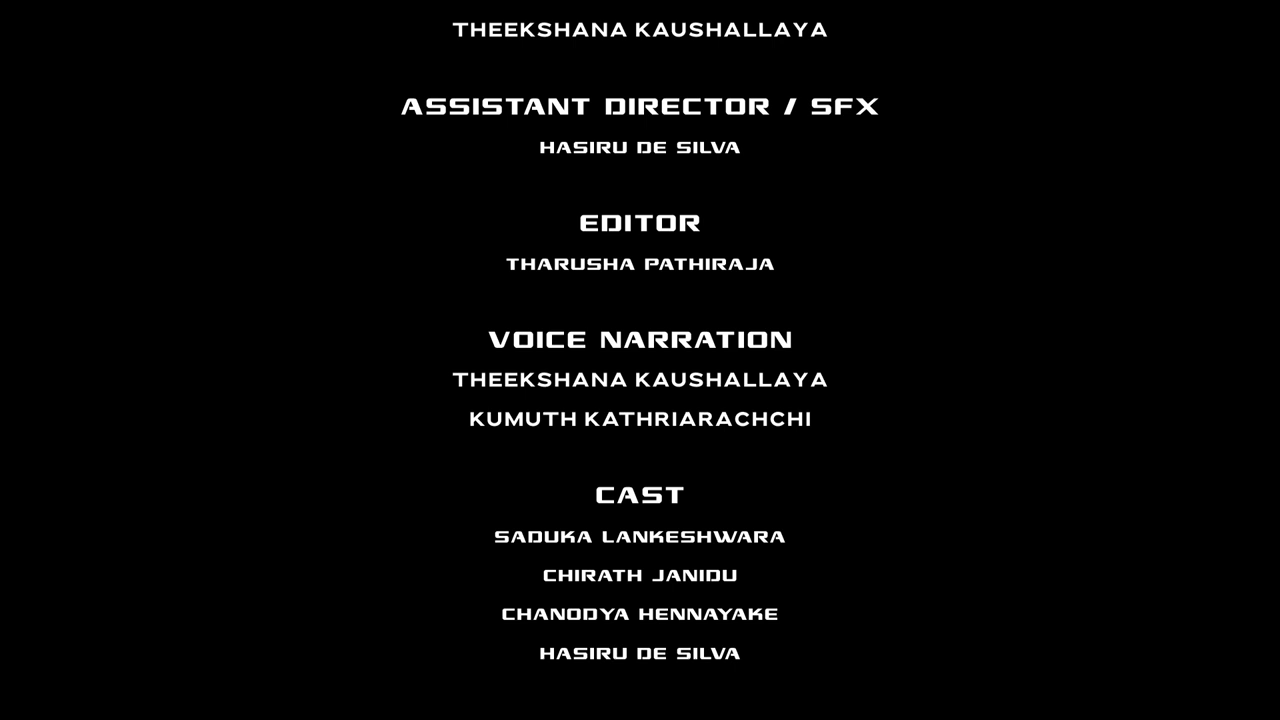 THEEKSHANA KAUSHALLAYA
ASSISTANT DIRECTOR / SFX
HASIRU DE SILVA
EDITOR
THARUSHA PATHIRAJA
VOICE NARRATION
THEEKSHANA KAUSHALLAYA
KUMUTH KATHRIARACHCHI
CAST
SADUKA LANKESHWARA
CHIRATH JANIDU
CHANODYA HENNAYAKE
HASIRU DE SILVA